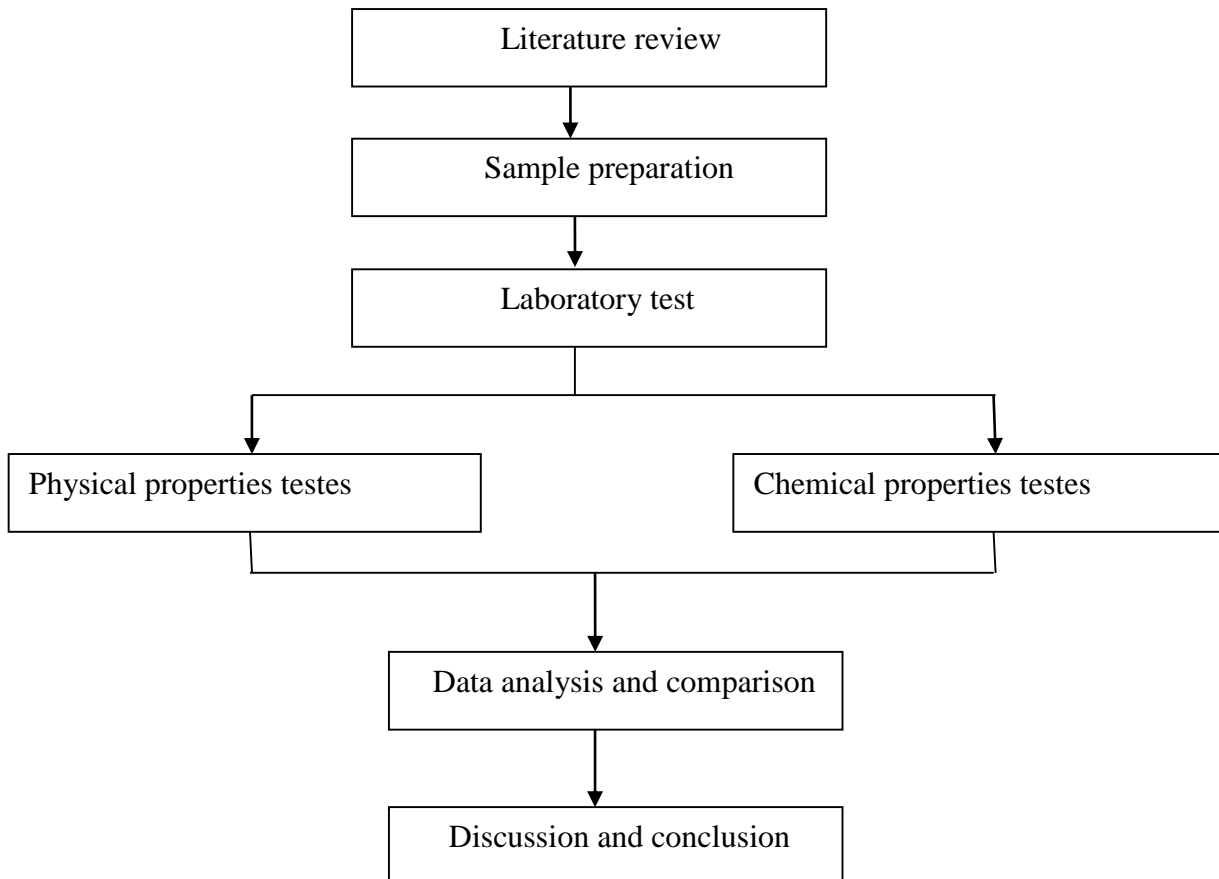 Literature review
Sample preparation
Laboratory test
Physical properties testes
Chemical properties testes
Data analysis and comparison
Discussion and conclusion